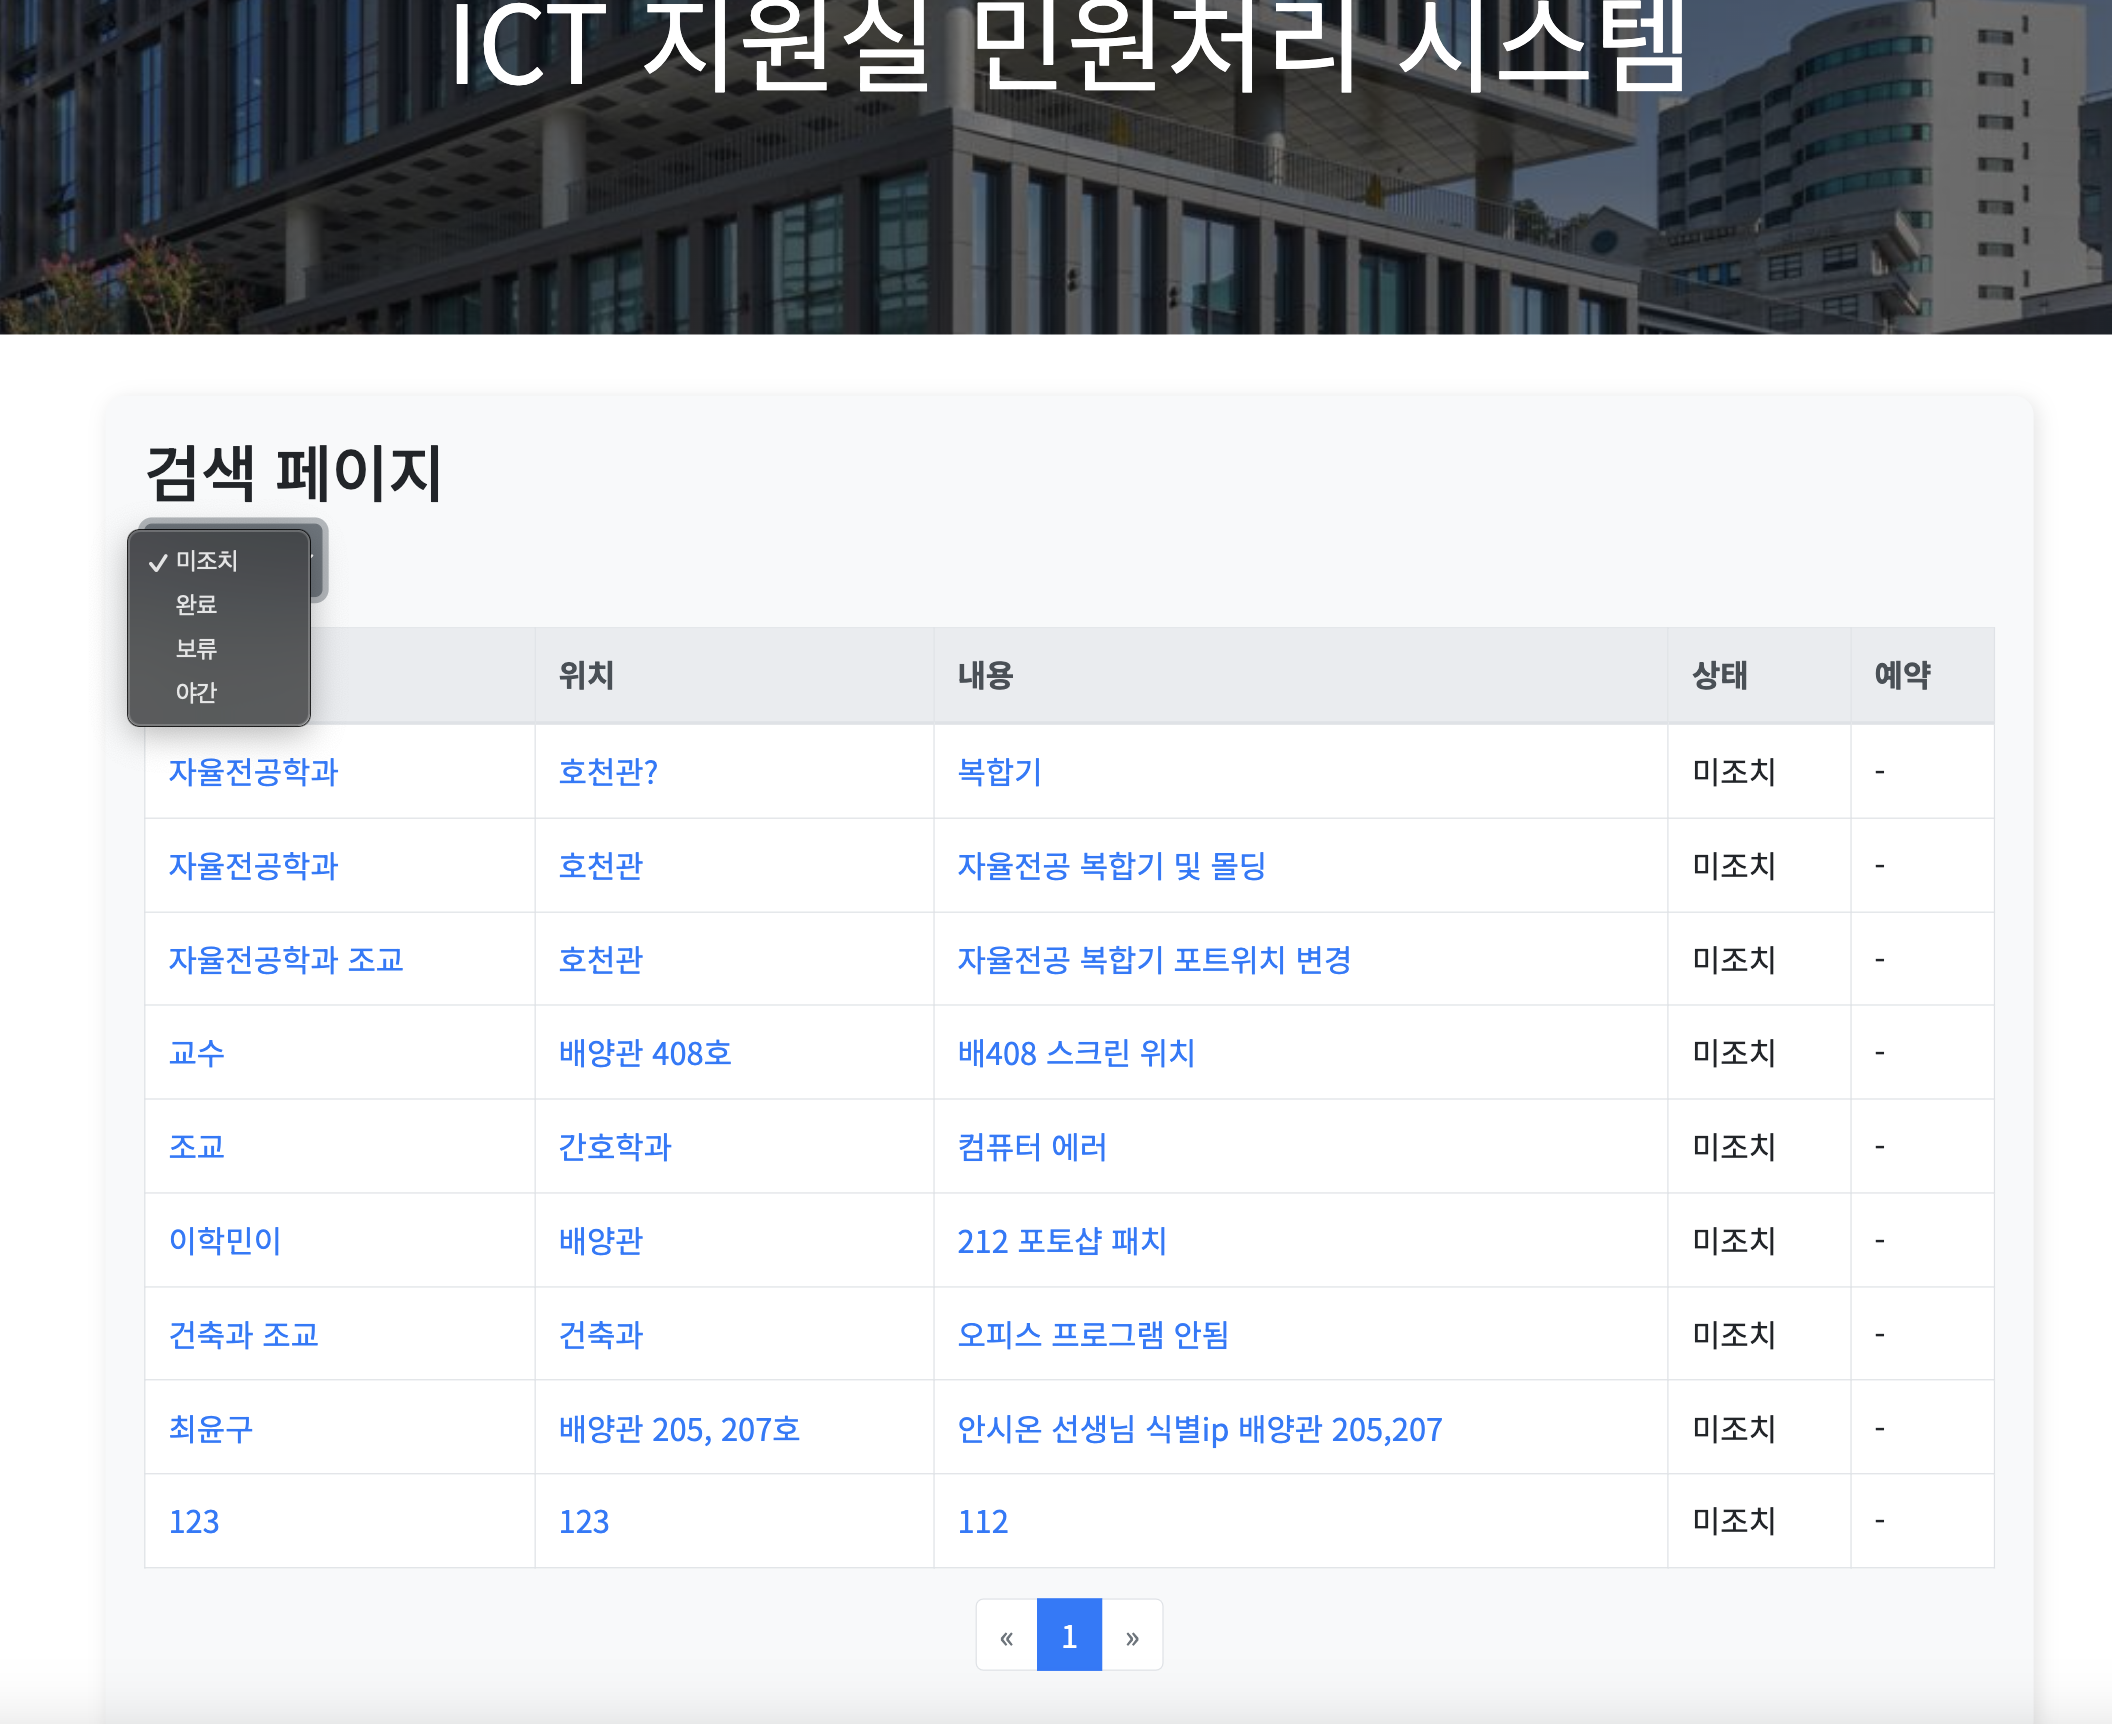 ICT 지원실 민원처리 시스템
검색 페이지
미조치
완료
보류
야간
위치 내용 상태 예약
자율전공학과 호천관? 복합기 미조치 -
자율전공학과 호천관 자율전공 복합기 및 몰딩 미조치 -
자율전공학과 조교 호천관 자율전공 복합기 포트위치 변경 미조치 -
교수 배양관 408호 배408 스크린 위치 미조치 -
조교 간호학과 컴퓨터 에러 미조치 -
이학민이 배양관 212 포토샵 패치 미조치 -
건축과 조교 건축과 오피스 프로그램 안됨 미조치 -
최윤구 배양관 205, 207호 안시온 선생님 식별ip 배양관 205,207 미조치 -
123 123 112 미조치 -
« 1 »